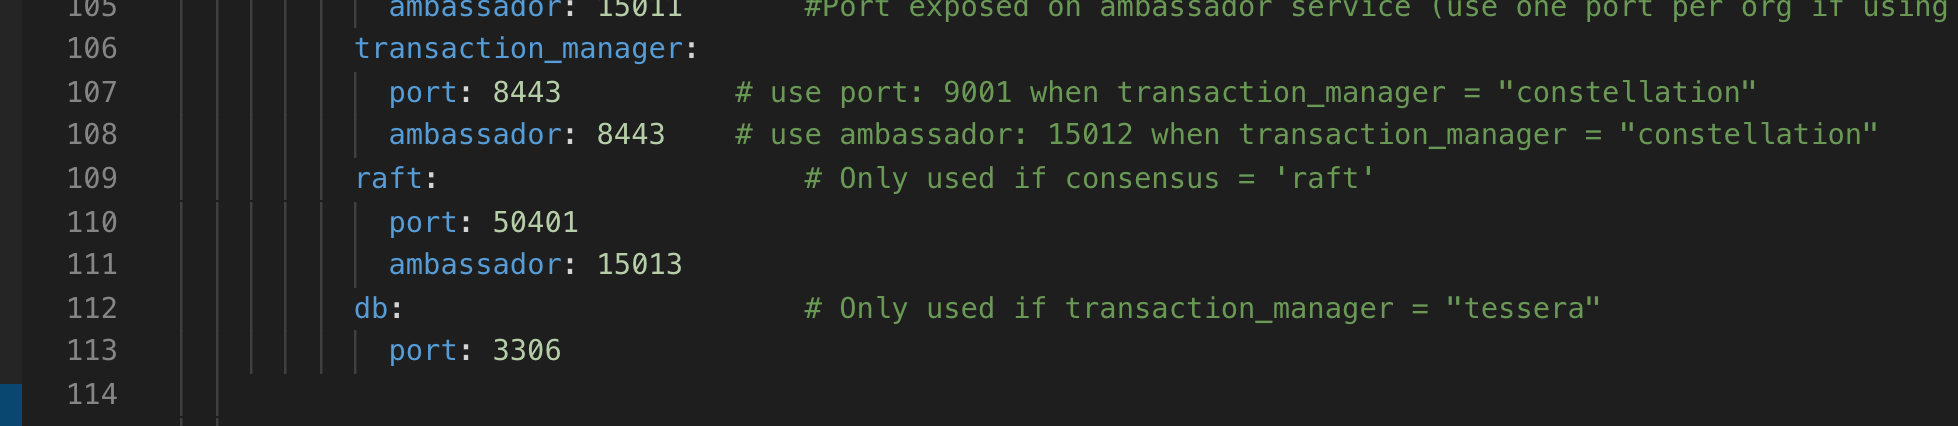 105 ambassador: 15011 #Port exposed on ambassador service (use one port per org if using
106 transaction_manager:
107 port: 8443 # use port: 9001 when transaction_manager = "constellation"
108 ambassador: 8443 # use ambassador: 15012 when transaction_manager = "constellation"
109 raft: # Only used if consensus = 'raft'
110 port: 50401
111 ambassador: 15013
112 db: # Only used if transaction_manager = "tessera"
113 port: 3306
114